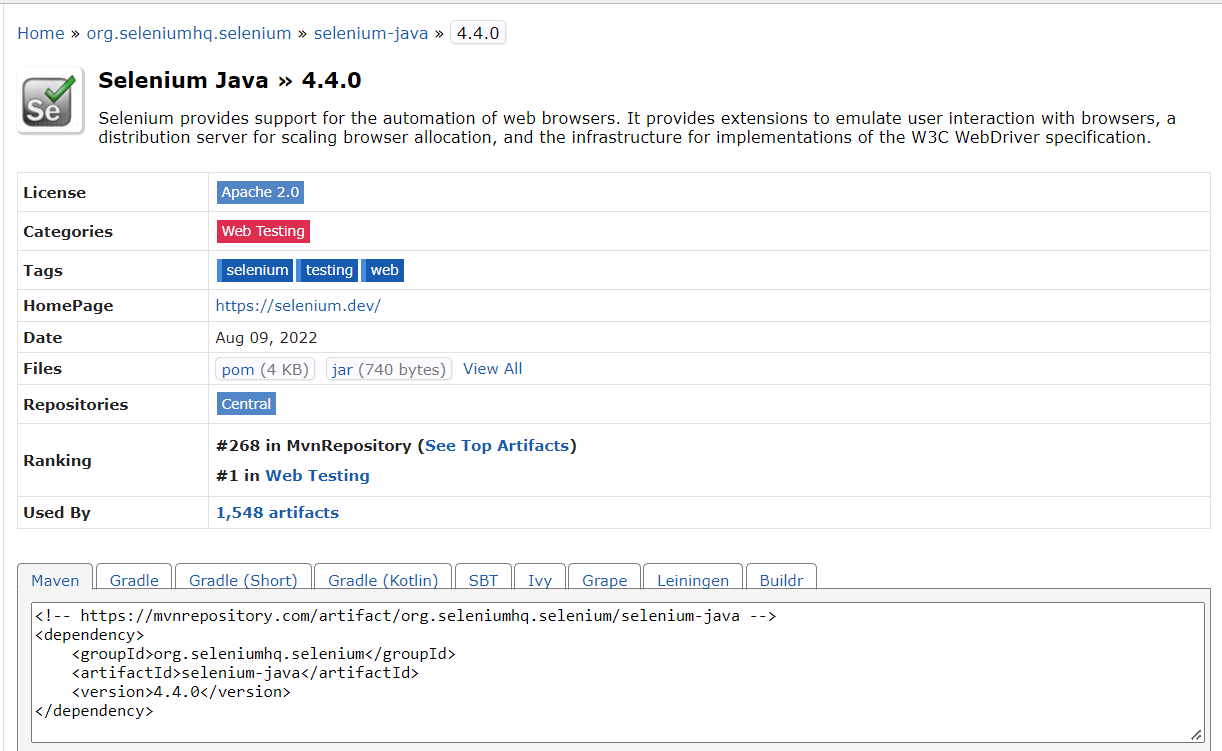 Home » org.seleniumhq.selenium » selenium-java » 4.4.0
Se
Selenium Java » 4.4.0
Selenium provides support for the automation of web browsers. It provides extensions to emulate user interaction with browsers, a
distribution server for scaling browser allocation, and the infrastructure for implementations of the W3C WebDriver specification.
License Apache 2.0
Categories Web Testing
Tags selenium testing web
HomePage https://selenium.dev/
Date Aug 09, 2022
Files pom (4 KB) jar (740 bytes) View All
Repositories Central
Ranking #268 in MvnRepository (See Top Artifacts)
#1 in Web Testing
Used By 1,548 artifacts
Maven Gradle Gradle (Short) Gradle (Kotlin) SBT Ivy Grape Leiningen Buildr
<!-- https://mvnrepository.com/artifact/org.seleniumhq.selenium/selenium-java -->
<dependency>
    <groupId>org.seleniumhq.selenium</groupId>
    <artifactId>selenium-java</artifactId>
    <version>4.4.0</version>
</dependency>